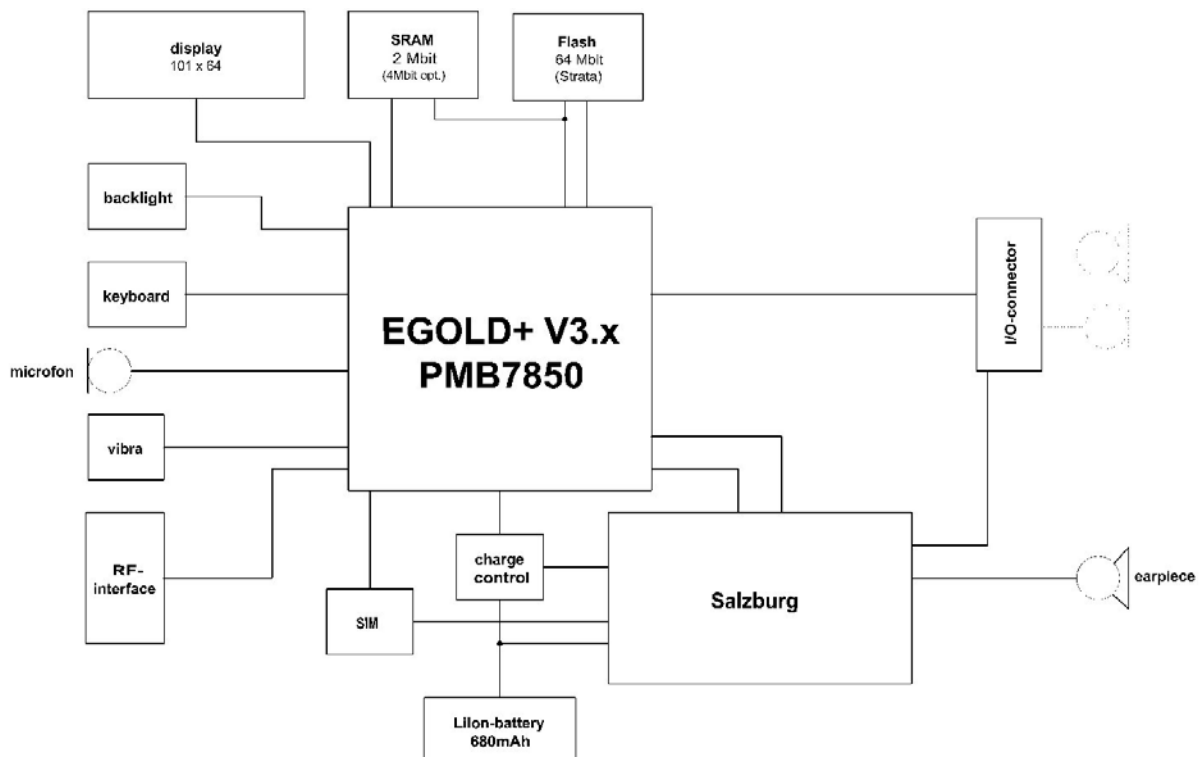 display
101 x 64
SRAM
2 Mbit
(4Mbit opt.)
Flash
64 Mbit
(Strata)
backlight
keyboard
microfon
vibra
RF-
interface
EGOLD+ V3.x
PMB7850
I/O-connector
charge
control
SIM
Salzburg
earpiece
LiIon-battery
680mAh